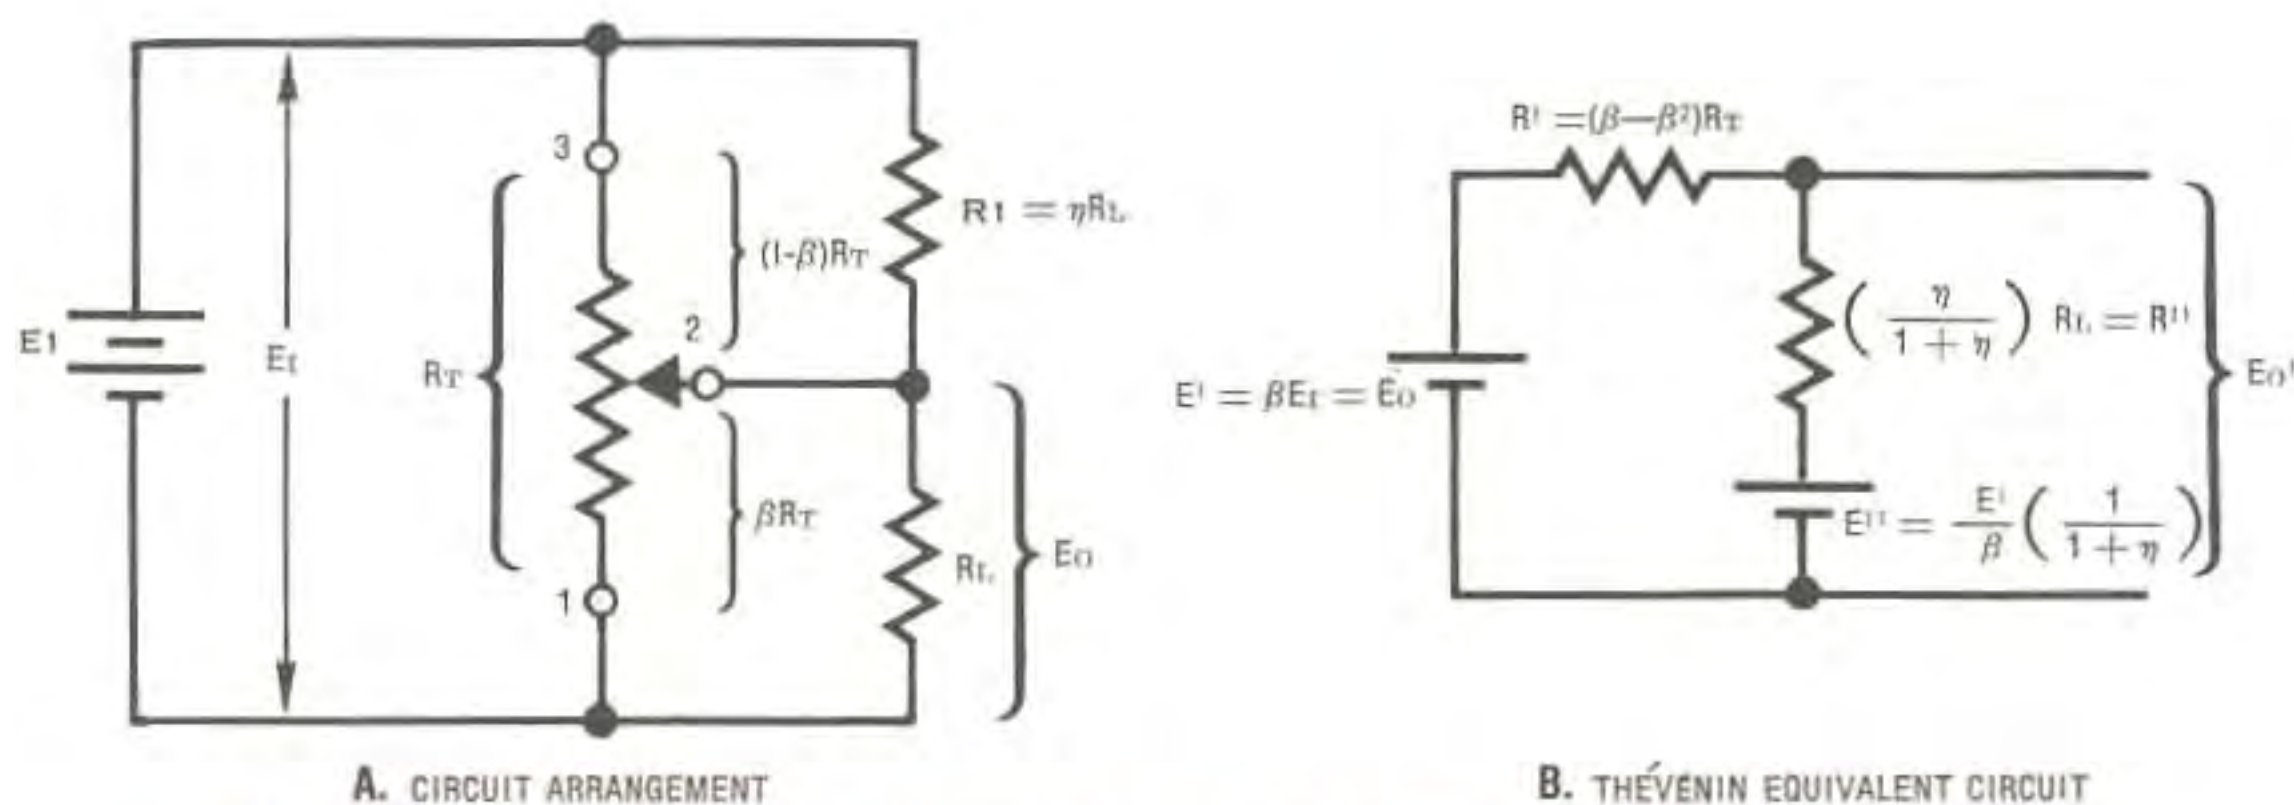 E1
EI
RT
3
2
1
(1-β)RT
βRT
R1 = ηRL
RL
EO
A. CIRCUIT ARRANGEMENT
R' =(β—β²)RT
E' = βEI = EO
( η / 1 + η ) RL = R''
E'' = E' / β ( 1 / 1 + η )
EO'
B. THÉVENIN EQUIVALENT CIRCUIT